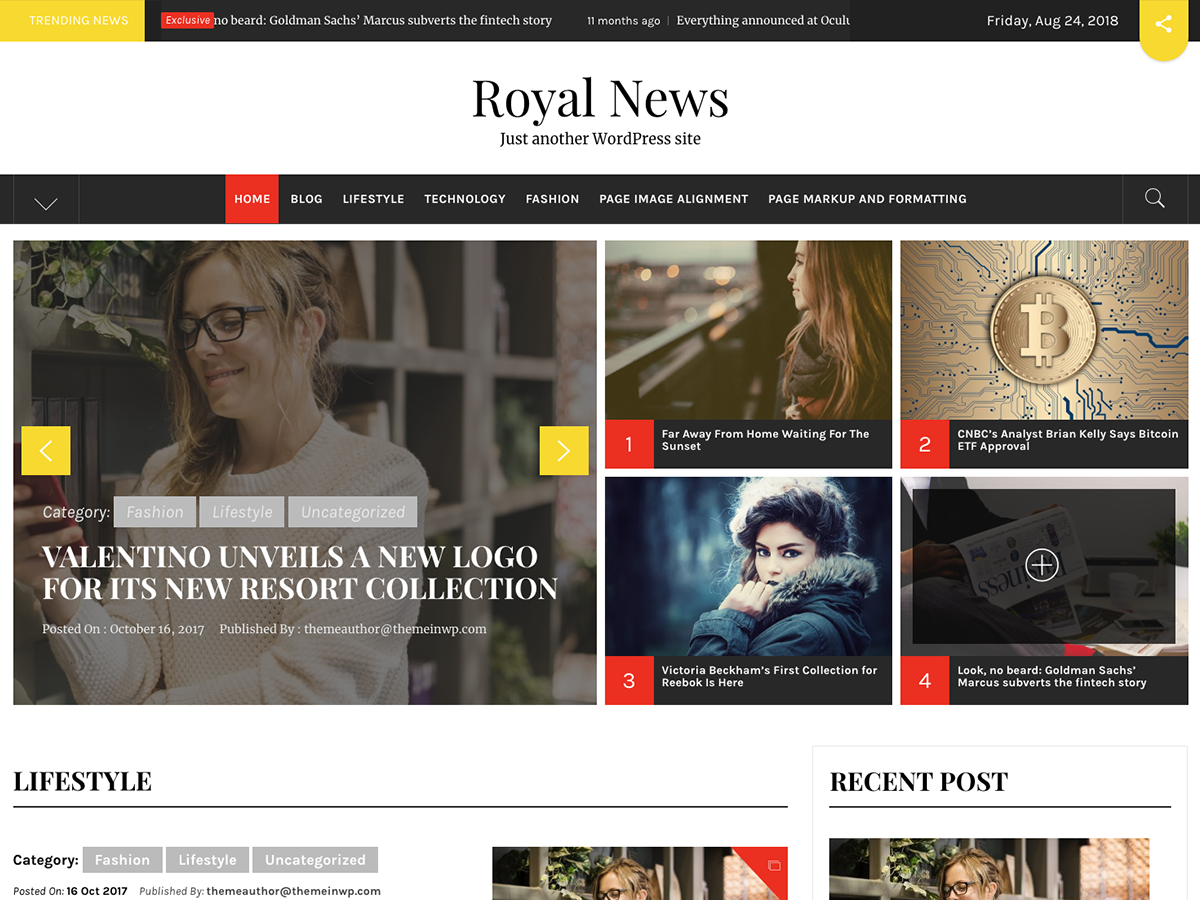 TRENDING NEWS
Exclusive
no beard: Goldman Sachs’ Marcus subverts the fintech story
11 months ago
Everything announced at Oculu
Friday, Aug 24, 2018
Royal News
Just another WordPress site
HOME BLOG LIFESTYLE TECHNOLOGY FASHION PAGE IMAGE ALIGNMENT PAGE MARKUP AND FORMATTING
Category: Fashion Lifestyle Uncategorized
VALENTINO UNVEILS A NEW LOGO
FOR ITS NEW RESORT COLLECTION
Posted On : October 16, 2017 Published By : themeauthor@themeinwp.com
1
Far Away From Home Waiting For The
Sunset
2
CNBC’s Analyst Brian Kelly Says Bitcoin
ETF Approval
3
Victoria Beckham’s First Collection for
Reebok Is Here
4
Look, no beard: Goldman Sachs’
Marcus subverts the fintech story
LIFESTYLE
Category: Fashion Lifestyle Uncategorized
Posted On: 16 Oct 2017 Published By: themeauthor@themeinwp.com
RECENT POST